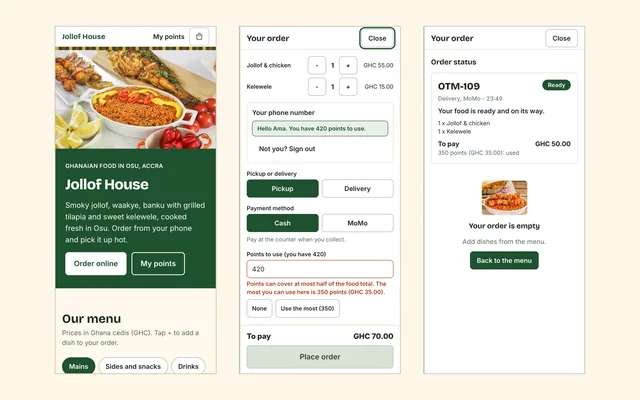 Jollof House
My points
GHANAIAN FOOD IN OSU, ACCRA
Jollof House
Smoky jollof, waakye, banku with grilled
tilapia and sweet kelewele, cooked
fresh in Osu. Order from your phone
and pick it up hot.
Order online
My points
Our menu
Prices in Ghana cedis (GHC). Tap + to add a
dish to your order.
Mains
Sides and snacks
Drinks
Your order
Close
Jollof & chicken - 1 + GHC 55.00
Kelewele - 1 + GHC 15.00
Your phone number
Hello Ama. You have 420 points to use.
Not you? Sign out
Pickup or delivery
Pickup
Delivery
Payment method
Cash
MoMo
Pay at the counter when you collect.
Points to use (you have 420)
420
Points can cover at most half of the food total. The
most you can use here is 350 points (GHC 35.00).
None
Use the most (350)
To pay GHC 70.00
Place order
Your order
Close
Order status
OTM-109
Ready
Delivery, MoMo - 23:49
Your food is ready and on its way.
1 x Jollof & chicken
1 x Kelewele
To pay GHC 50.00
350 points (GHC 35.00): used
Your order is empty
Add dishes from the menu.
Back to the menu